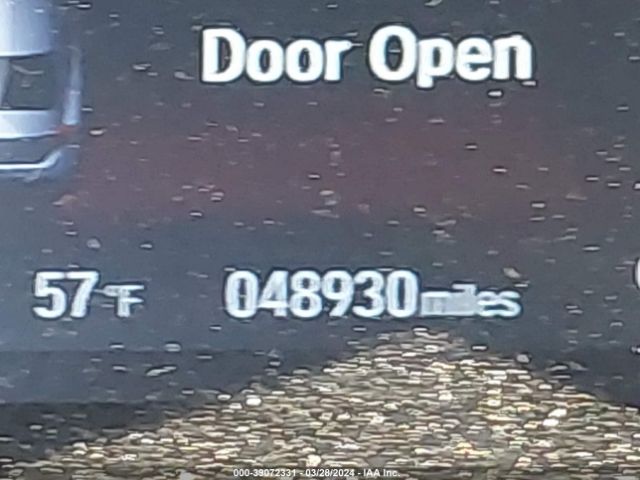 Door Open
57°F 048930 miles
000-39072331 - 03/28/2024 - IAA Inc.